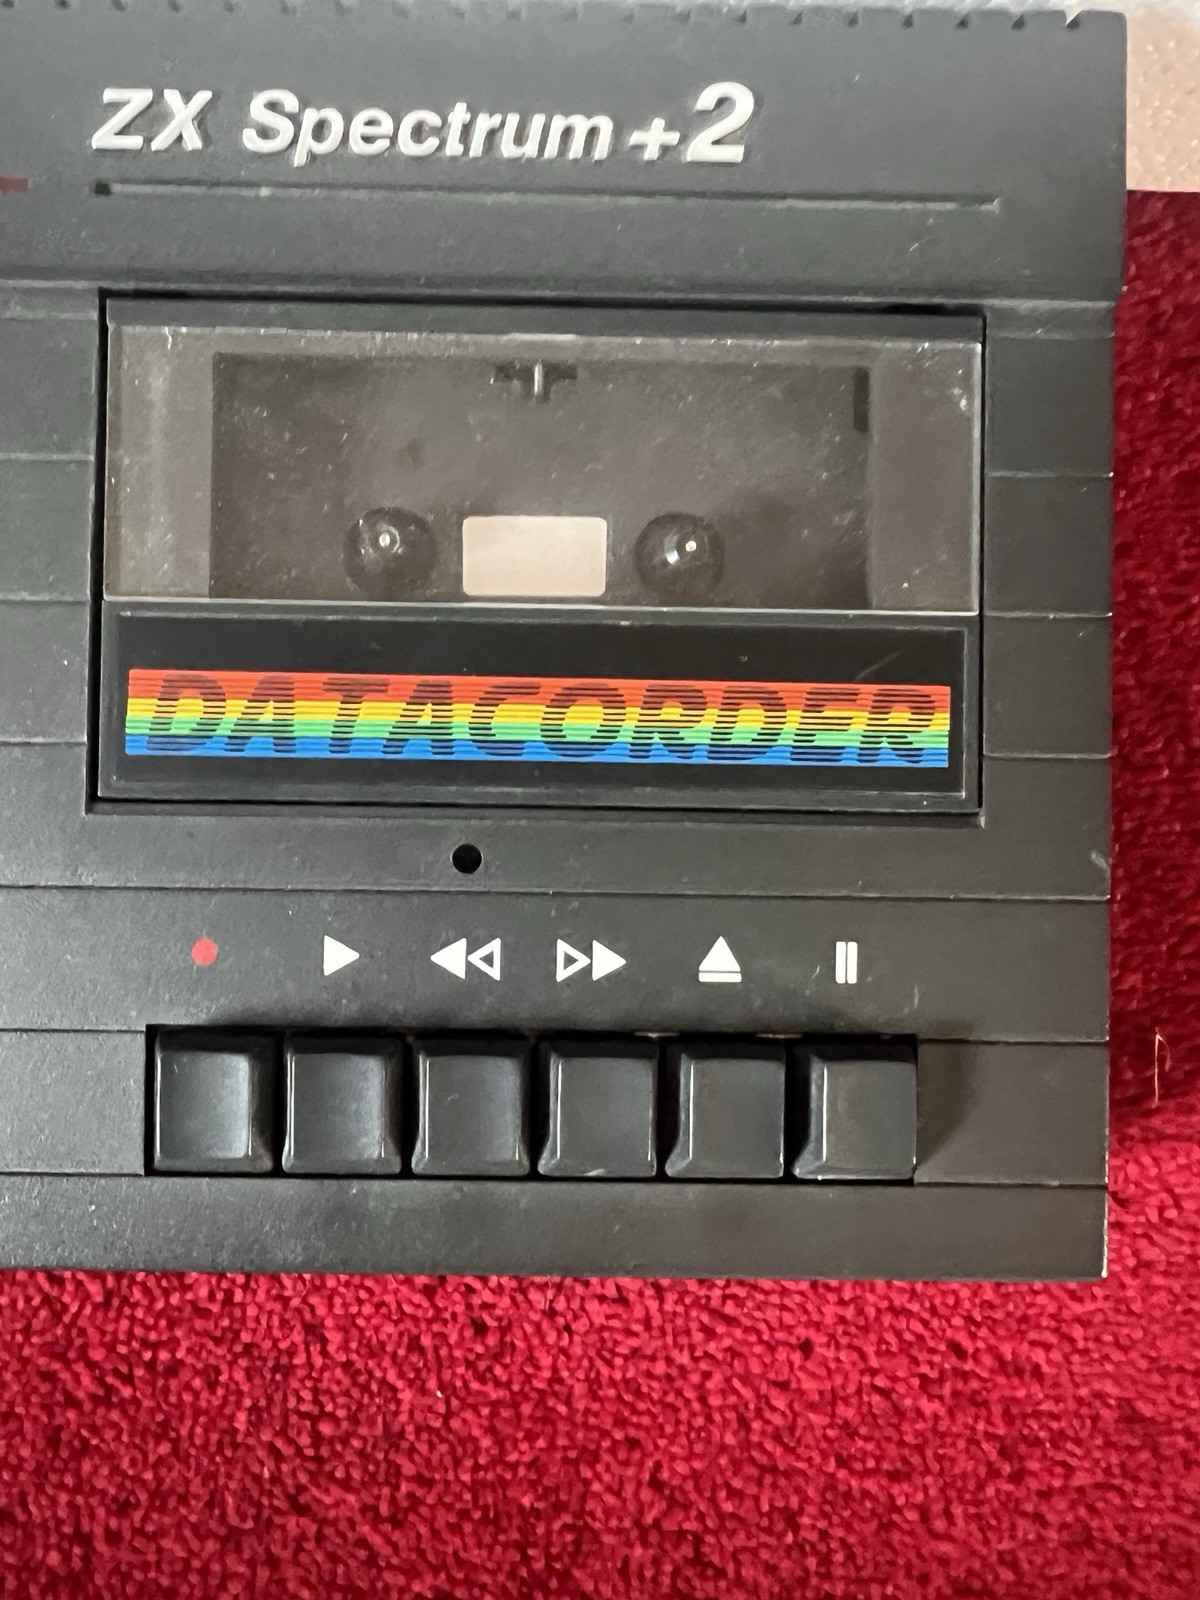 ZX Spectrum +2
DATACORDER